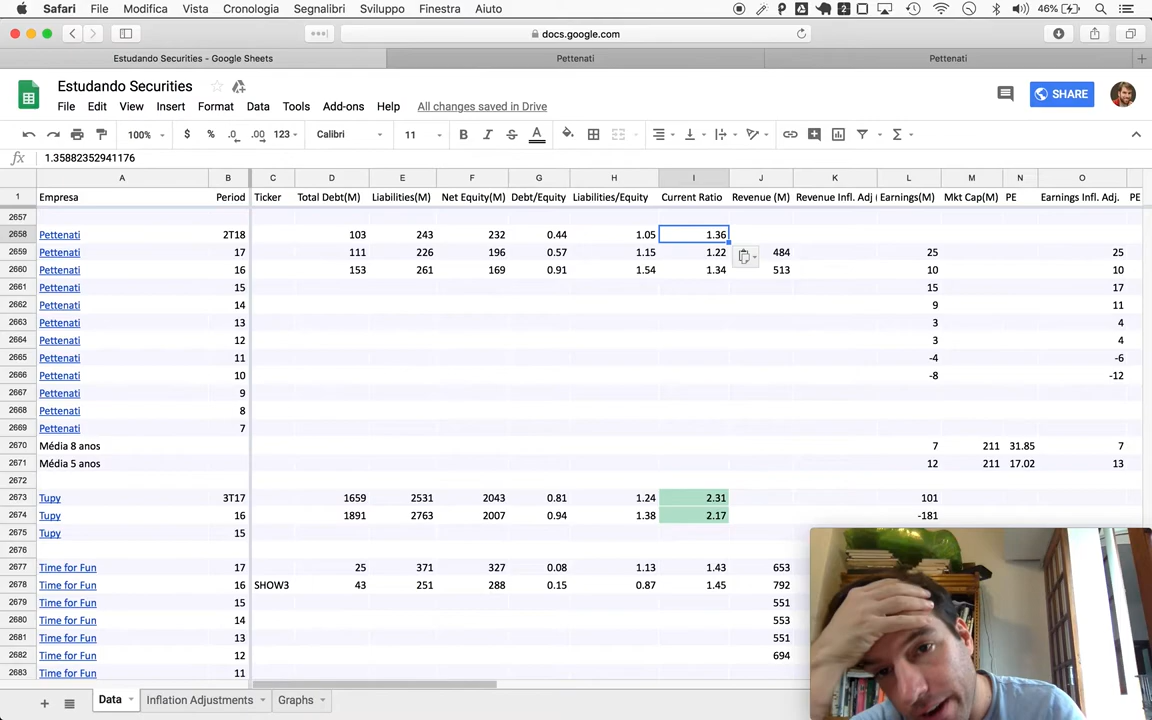 Safari File Modifica Vista Cronologia Segnalibri Sviluppo Finestra Aiuto 2 46%
docs.google.com
Estudando Securities - Google Sheets Pettenati Pettenati
Estudando Securities
File Edit View Insert Format Data Tools Add-ons Help All changes saved in Drive SHARE
100% $ % .0 .00 123 Calibri 11 B I S A
fx 1.35882352941176
A B C D E F G H I J K L M N O
1 Empresa Period Ticker Total Debt(M) Liabilities(M) Net Equity(M) Debt/Equity Liabilities/Equity Current Ratio Revenue (M) Revenue Infl. Adj ( Earnings(M) Mkt Cap(M) PE Earnings Infl. Adj. PE
2657
2658 Pettenati 2T18 103 243 232 0.44 1.05 1.36
2659 Pettenati 17 111 226 196 0.57 1.15 1.22 484 25 25
2660 Pettenati 16 153 261 169 0.91 1.54 1.34 513 10 10
2661 Pettenati 15 15 17
2662 Pettenati 14 9 11
2663 Pettenati 13 3 4
2664 Pettenati 12 3 4
2665 Pettenati 11 -4 -6
2666 Pettenati 10 -8 -12
2667 Pettenati 9
2668 Pettenati 8
2669 Pettenati 7
2670 Média 8 anos 7 211 31.85 7
2671 Média 5 anos 12 211 17.02 13
2672
2673 Tupy 3T17 1659 2531 2043 0.81 1.24 2.31 101
2674 Tupy 16 1891 2763 2007 0.94 1.38 2.17 -181
2675 Tupy 15
2676
2677 Time for Fun 17 25 371 327 0.08 1.13 1.43 653
2678 Time for Fun 16 SHOW3 43 251 288 0.15 0.87 1.45 792
2679 Time for Fun 15 551
2680 Time for Fun 14 553
2681 Time for Fun 13 551
2682 Time for Fun 12 694
2683 Time for Fun 11
Data Inflation Adjustments Graphs